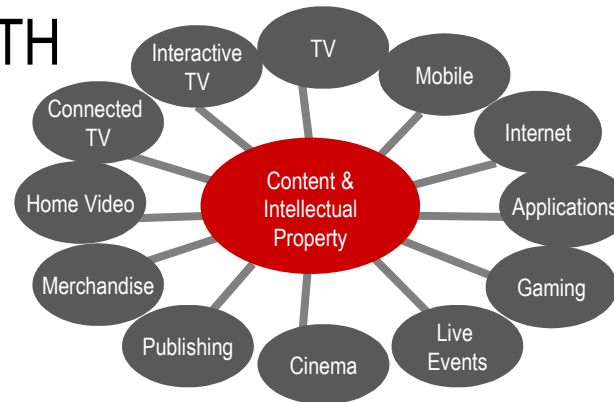 TH
TV
Interactive
TV
Mobile
Connected
TV
Internet
Content &
Intellectual
Property
Home Video
Applications
Merchandise
Gaming
Publishing
Cinema
Live
Events